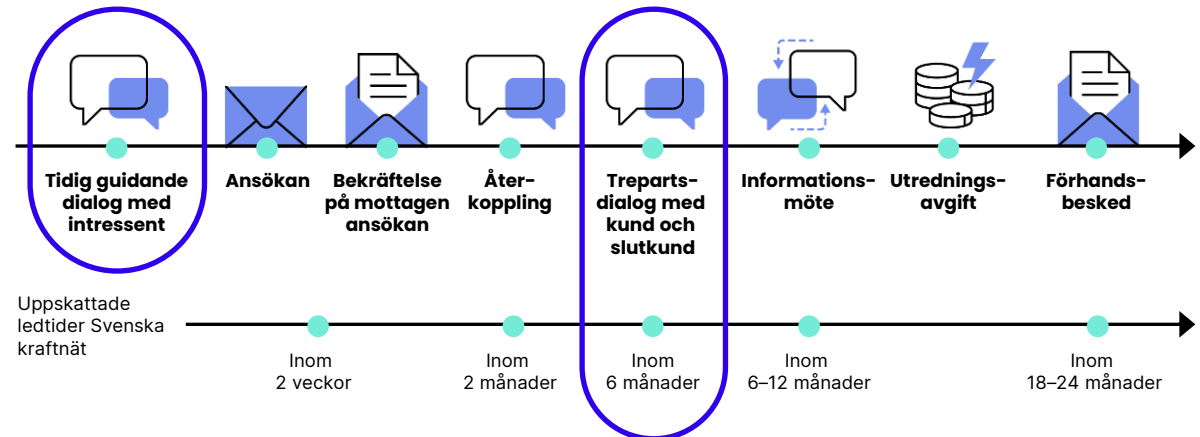 Tidig guidande
dialog med
intressent
Ansökan
Bekräftelse
på mottagen
ansökan
Åter-
koppling
Treparts-
dialog med
kund och
slutkund
Informations-
möte
Utrednings-
avgift
Förhands-
besked
Uppskattade
ledtider Svenska
kraftnät
Inom
2 veckor
Inom
2 månader
Inom
6 månader
Inom
6–12 månader
Inom
18–24 månader